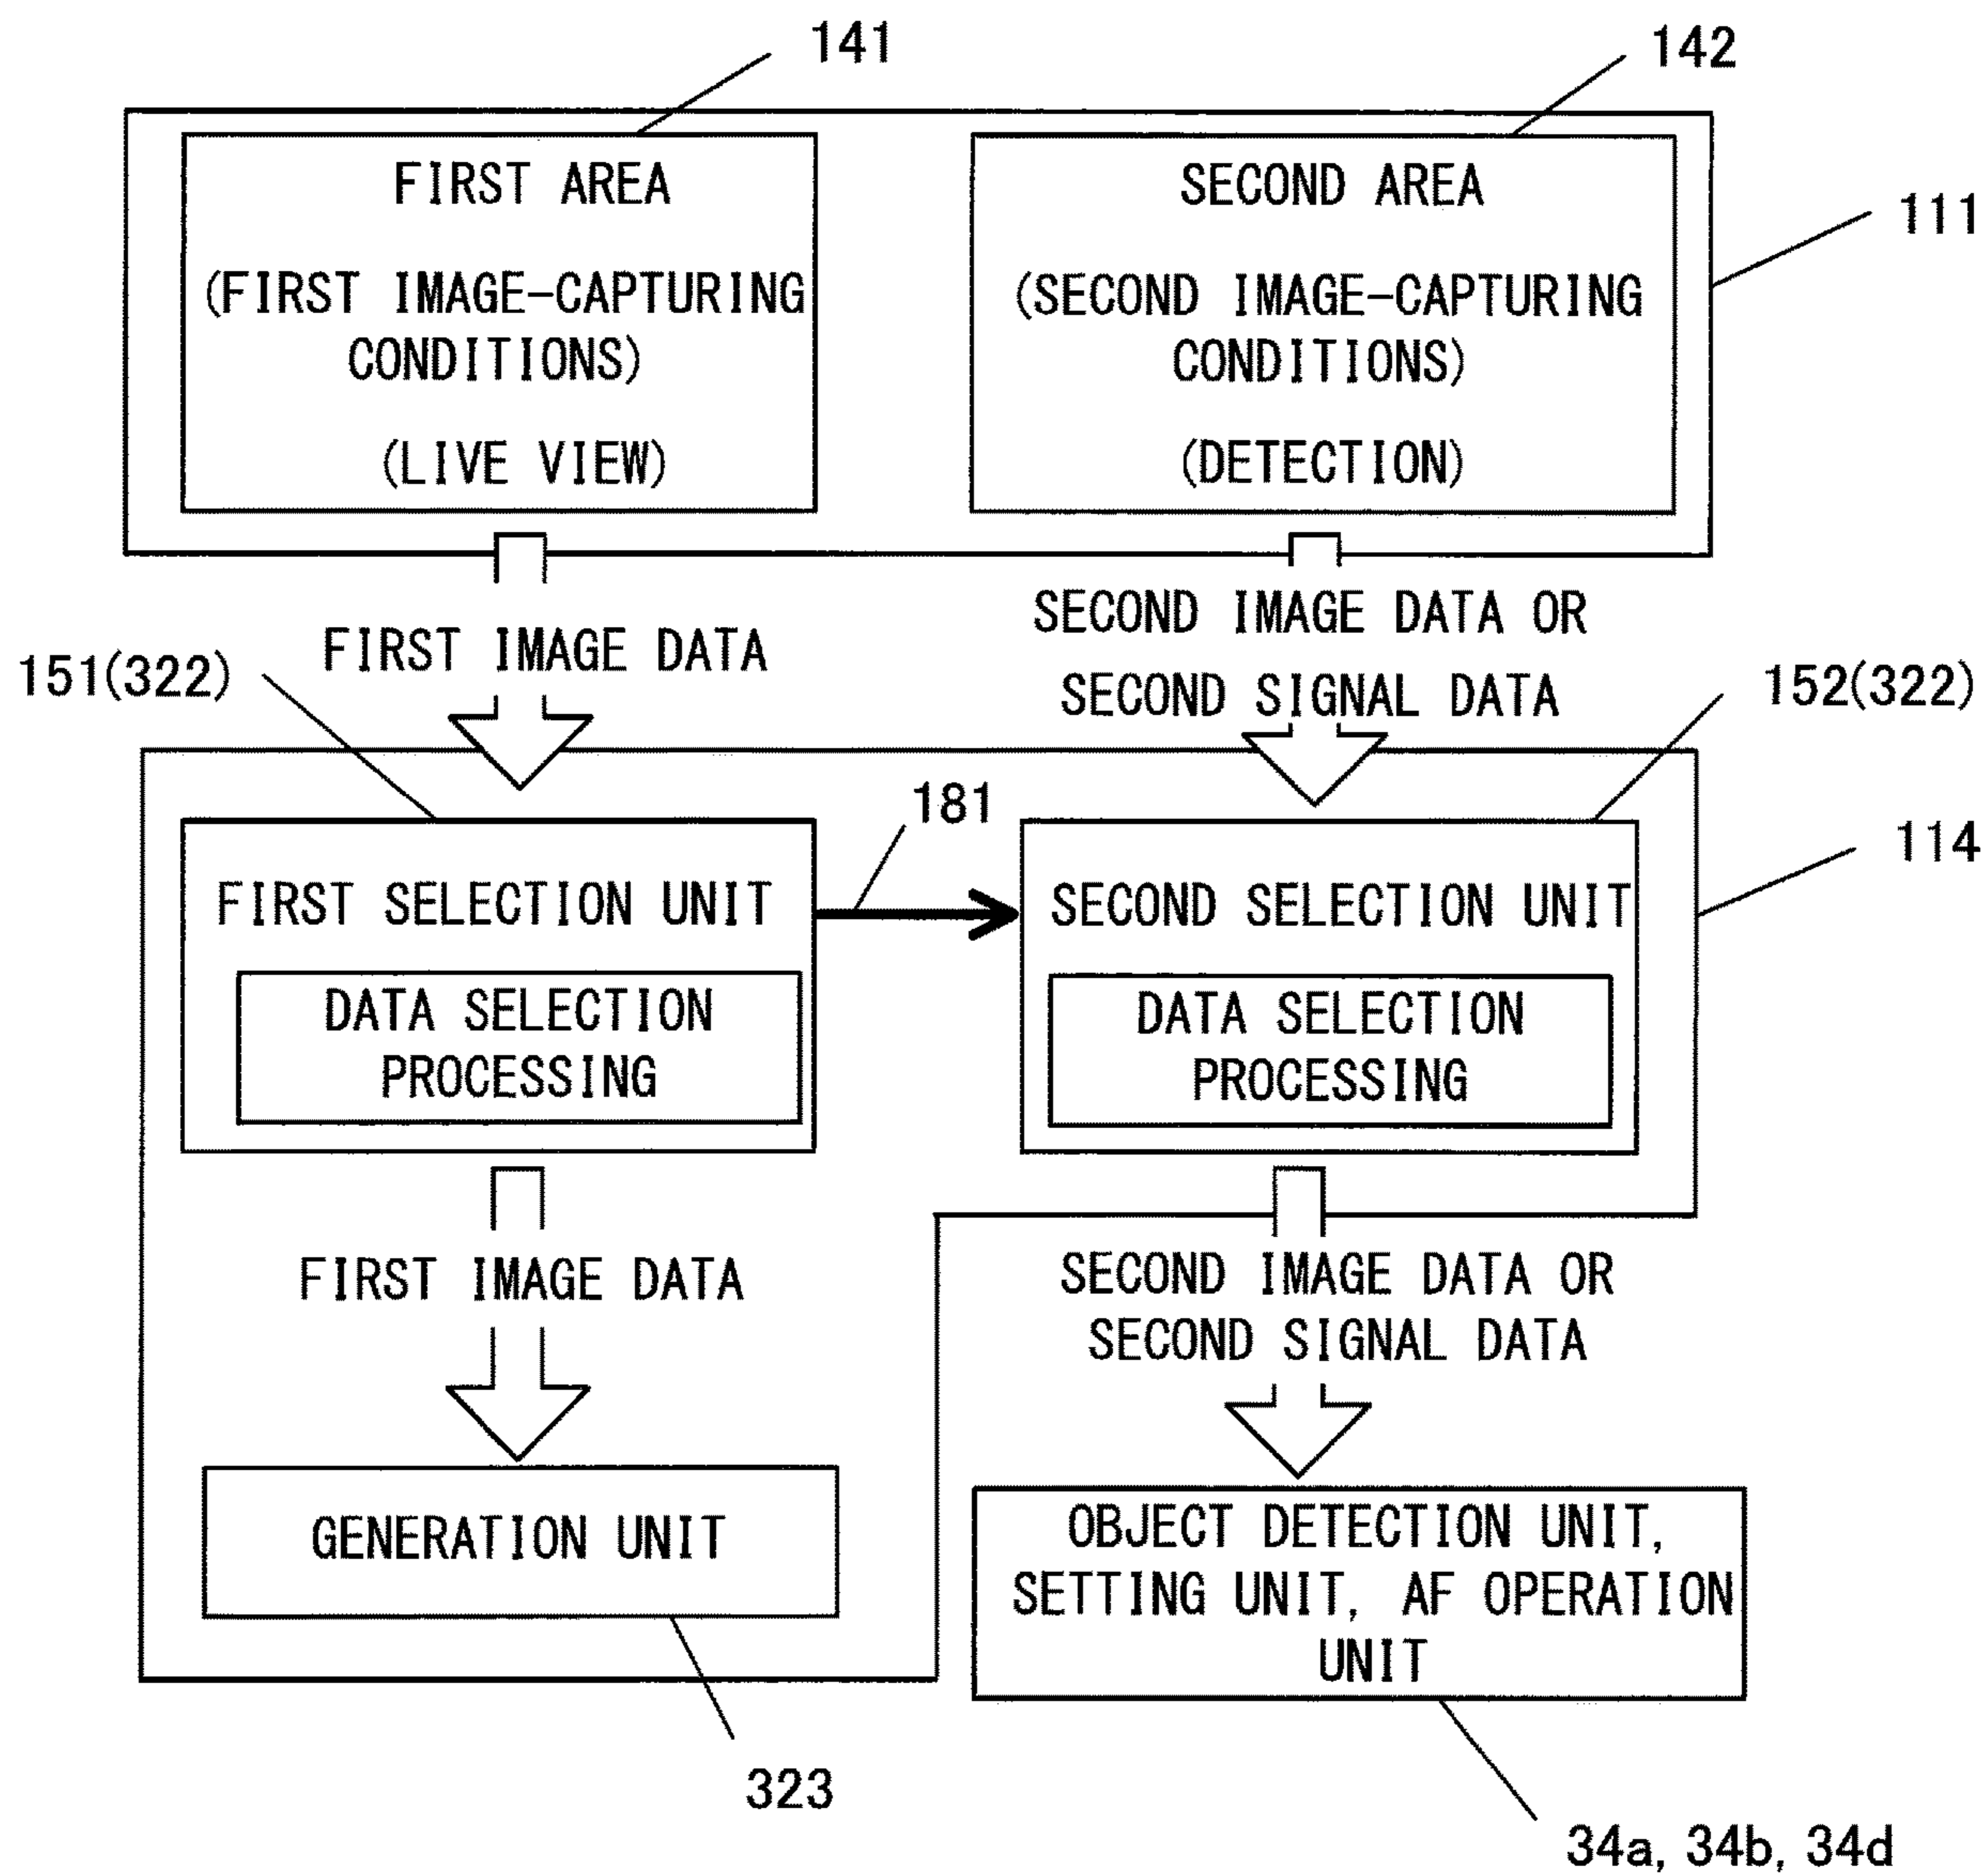 141
142
FIRST AREA
(FIRST IMAGE-CAPTURING
CONDITIONS)
(LIVE VIEW)
SECOND AREA
(SECOND IMAGE-CAPTURING
CONDITIONS)
(DETECTION)
111
FIRST IMAGE DATA
SECOND IMAGE DATA OR
SECOND SIGNAL DATA
151(322)
152(322)
181
114
FIRST SELECTION UNIT
DATA SELECTION
PROCESSING
SECOND SELECTION UNIT
DATA SELECTION
PROCESSING
FIRST IMAGE DATA
SECOND IMAGE DATA OR
SECOND SIGNAL DATA
GENERATION UNIT
OBJECT DETECTION UNIT,
SETTING UNIT, AF OPERATION
UNIT
323
34a, 34b, 34d